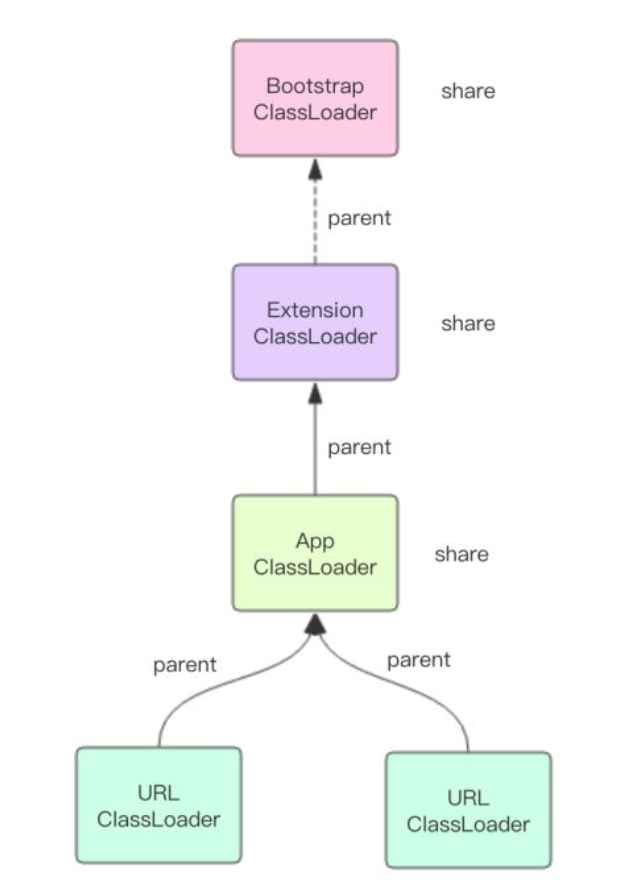 Bootstrap
ClassLoader
share
parent
Extension
ClassLoader
share
parent
App
ClassLoader
share
parent
parent
URL
ClassLoader
URL
ClassLoader